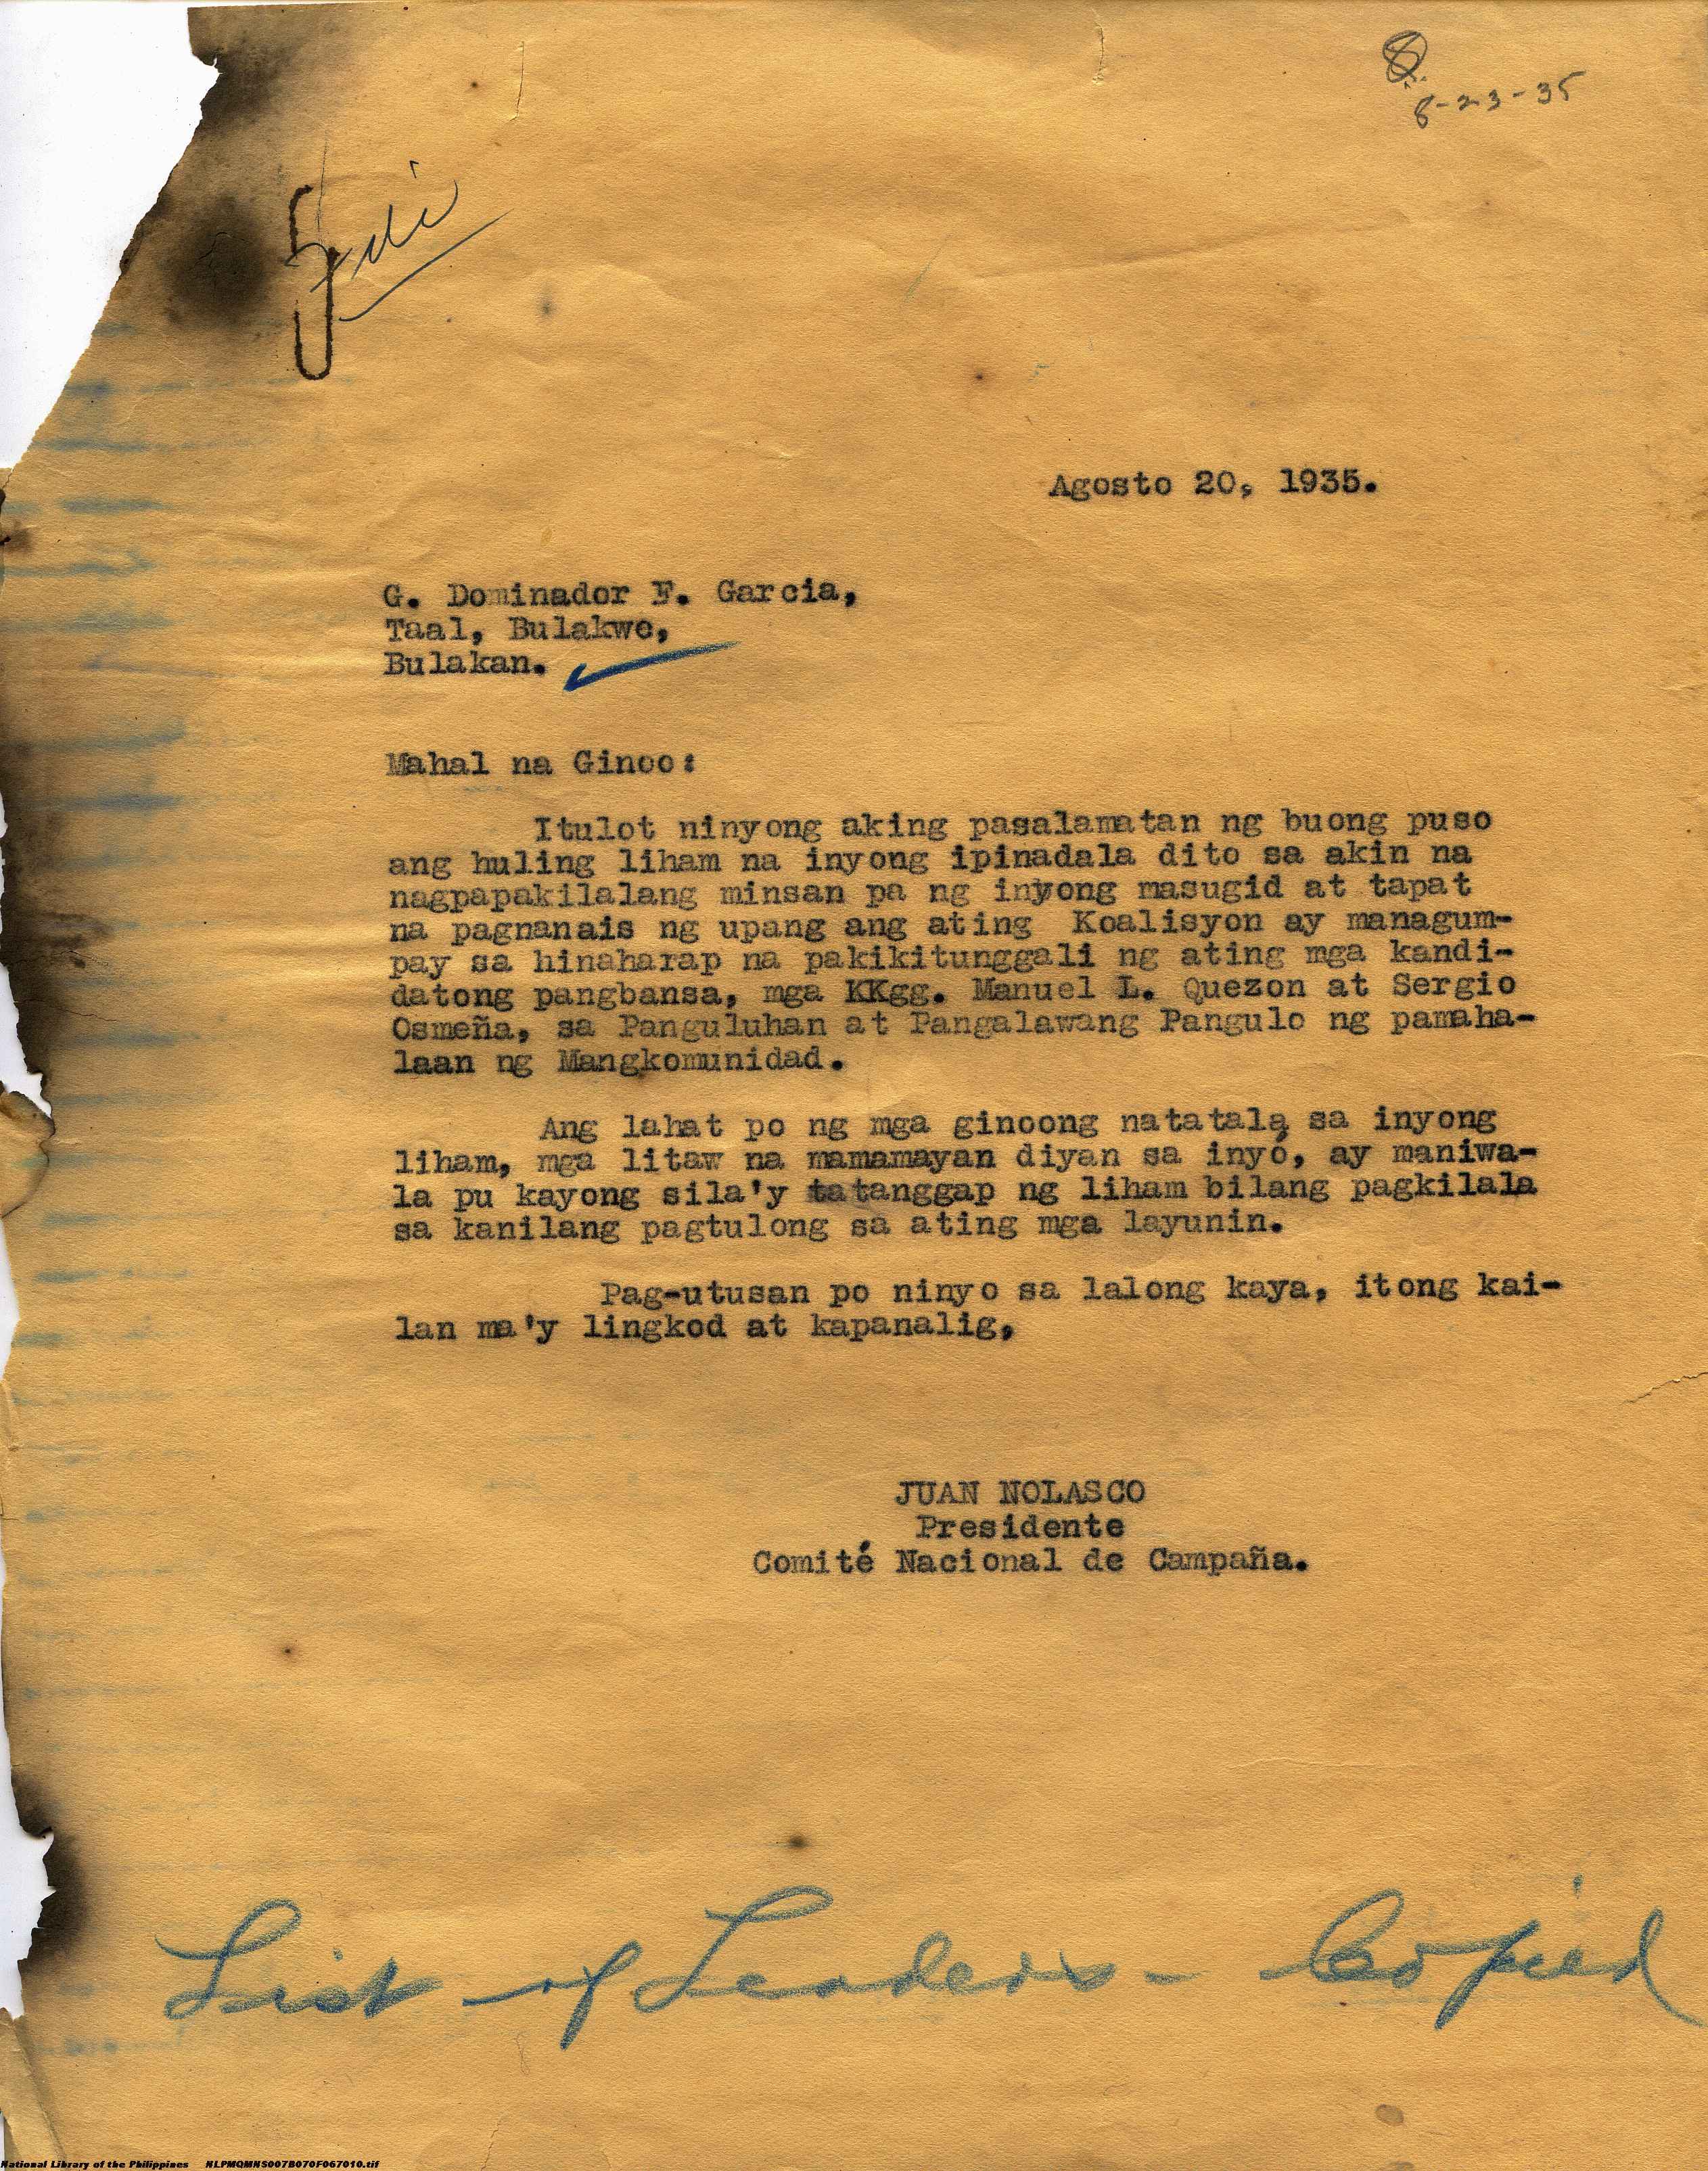 8-23-35
Agosto 20, 1935.
G. Dominador F. Garcia,
Taal, Bulakwe,
Bulakan.
Mahal na Ginoo:
Itulot ninyong aking pasalamatan ng buong puso
ang huling liham na inyong ipinadala dito sa akin na
nagpapakilalang minsan pa ng inyong masugid at tapat
na pagnanais ng upang ang ating Koalisyon ay managum-
pay sa hinaharap na pakikitunggali ng ating mga kandi-
datong pangbansa, mga KKgg. Manuel L. Quezon at Sergio
Osmeña, sa Panguluhan at Pangalawang Pangulo ng pamaha-
laan ng Mangkomunidad.
Ang lahat po ng mga ginoong natatala sa inyong
liham, mga litaw na mamamayan diyan sa inyó, ay maniwa-
la pu kayong sila'y tatanggap ng liham bilang pagkilala
sa kanilang pagtulong sa ating mga layunin.
Pag-utusan po ninyo sa lalong kaya, itong kai-
lan ma'y lingkod at kapanalig,
JUAN NOLASCO
Presidente
Comité Nacional de Campaña.
List of Leaders - Copied
National Library of the Philippines NLPMQMNS007B070F067010.tif